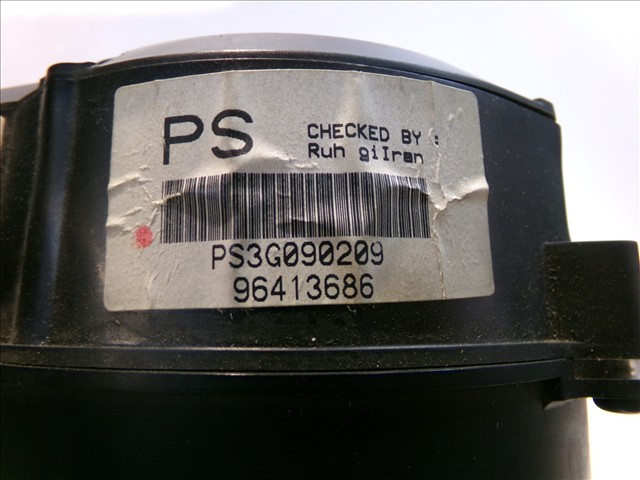 PS
CHECKED BY :
Ruh giIran
PS3G090209
96413686